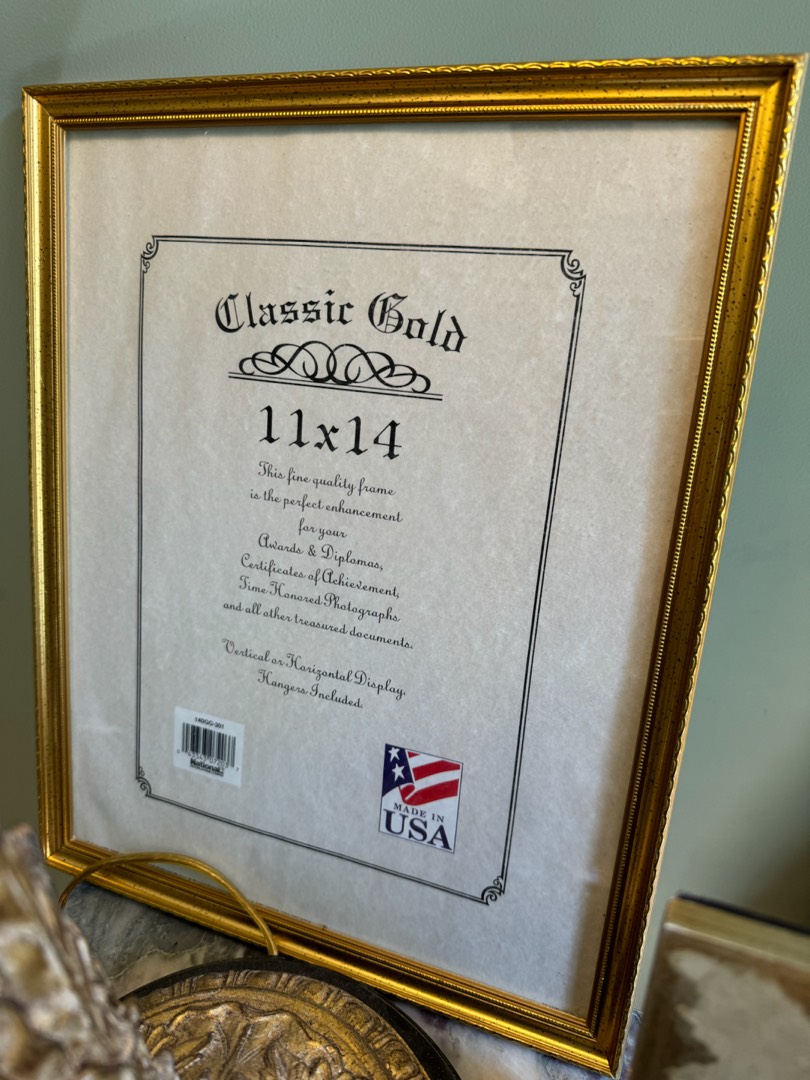 Classic Gold
11x14
This fine quality frame
is the perfect enhancement
for your
Awards & Diplomas,
Certificates of Achievement,
Time Honored Photographs
and all other treasured documents.
Vertical or Horizontal Display.
Hangers Included.
National
MADE IN
USA